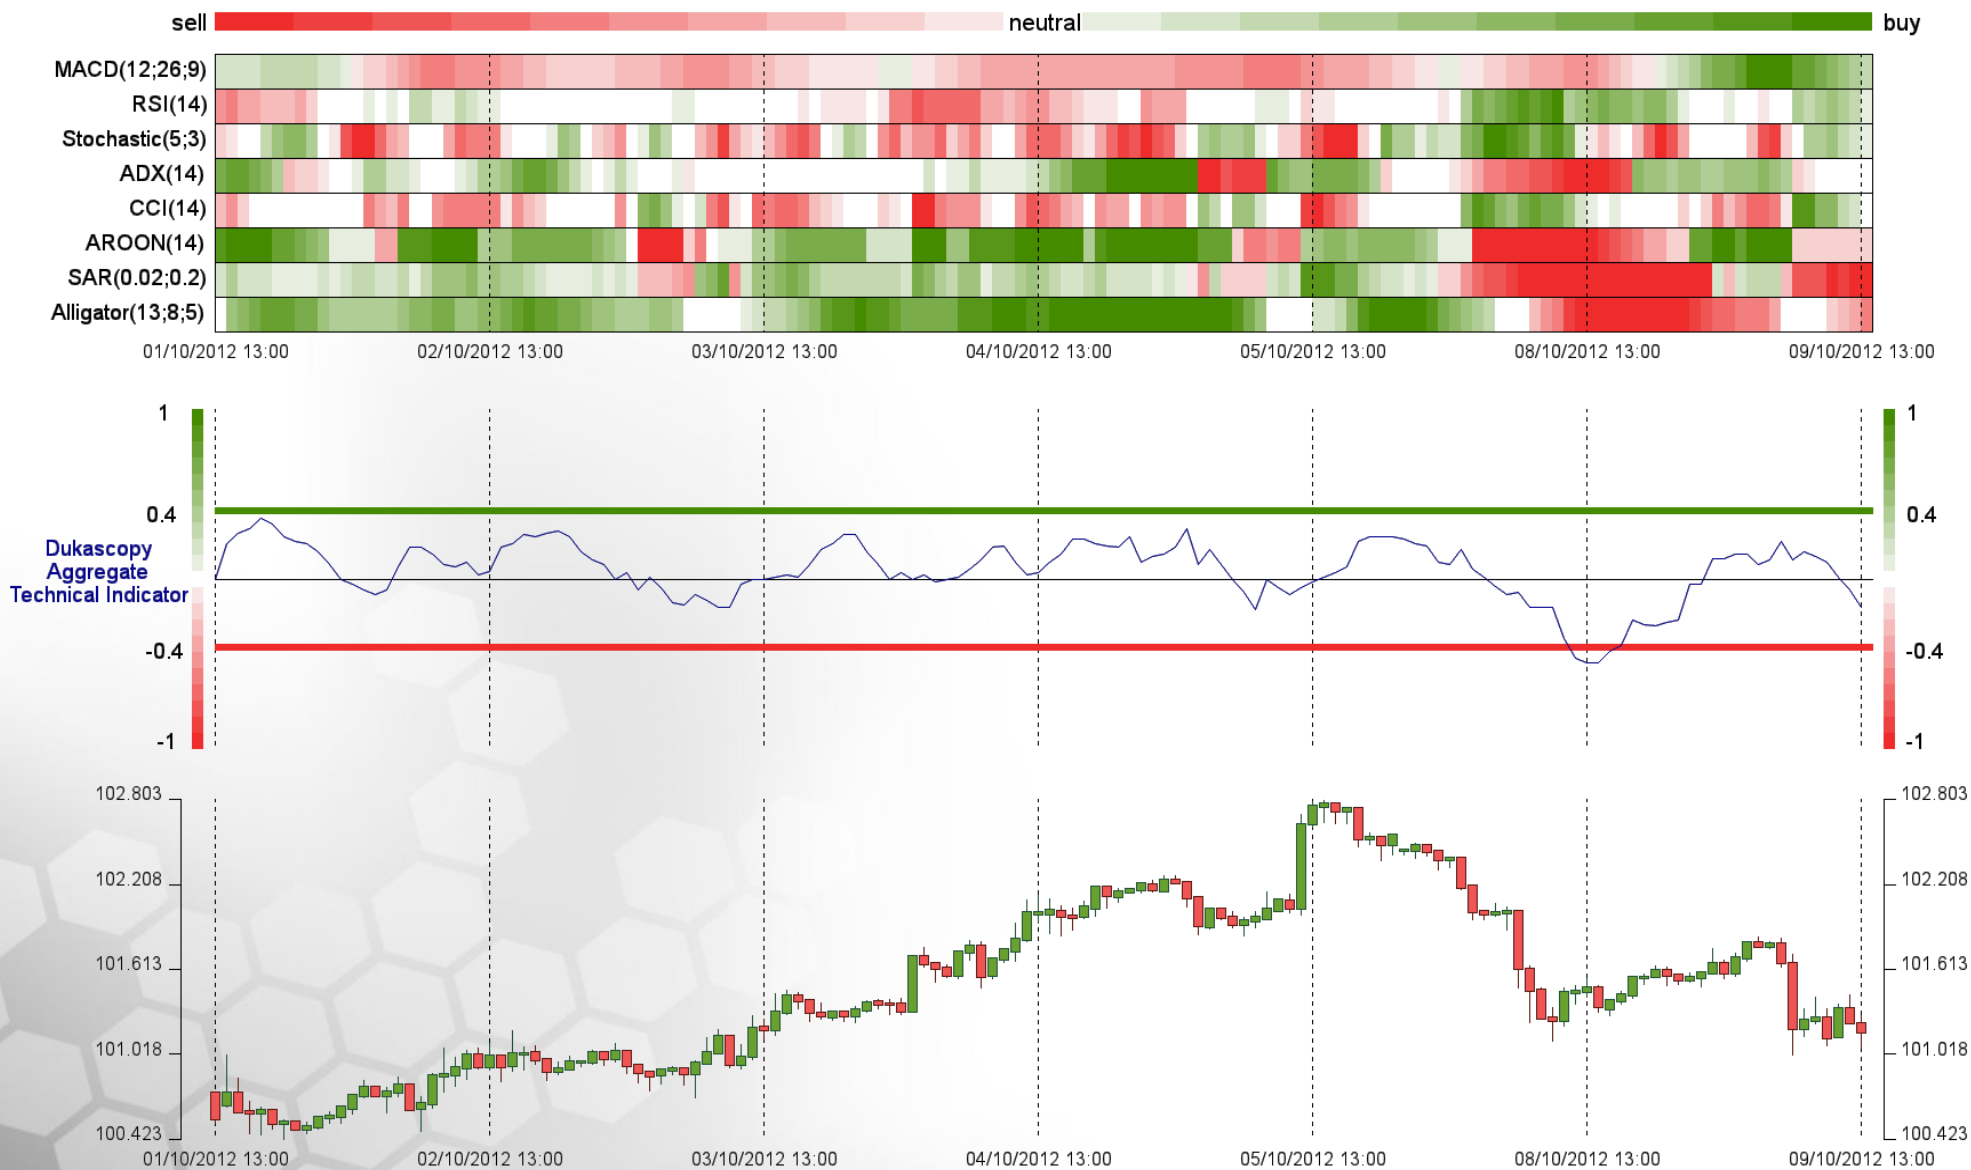 sell neutral buy
MACD(12;26;9)
RSI(14)
Stochastic(5;3)
ADX(14)
CCI(14)
AROON(14)
SAR(0.02;0.2)
Alligator(13;8;5)
01/10/2012 13:00 02/10/2012 13:00 03/10/2012 13:00 04/10/2012 13:00 05/10/2012 13:00 08/10/2012 13:00 09/10/2012 13:00
1 1
0.4 0.4
Dukascopy
Aggregate
Technical Indicator
-0.4 -0.4
-1 -1
102.803 102.803
102.208 102.208
101.613 101.613
101.018 101.018
100.423 100.423
01/10/2012 13:00 02/10/2012 13:00 03/10/2012 13:00 04/10/2012 13:00 05/10/2012 13:00 08/10/2012 13:00 09/10/2012 13:00